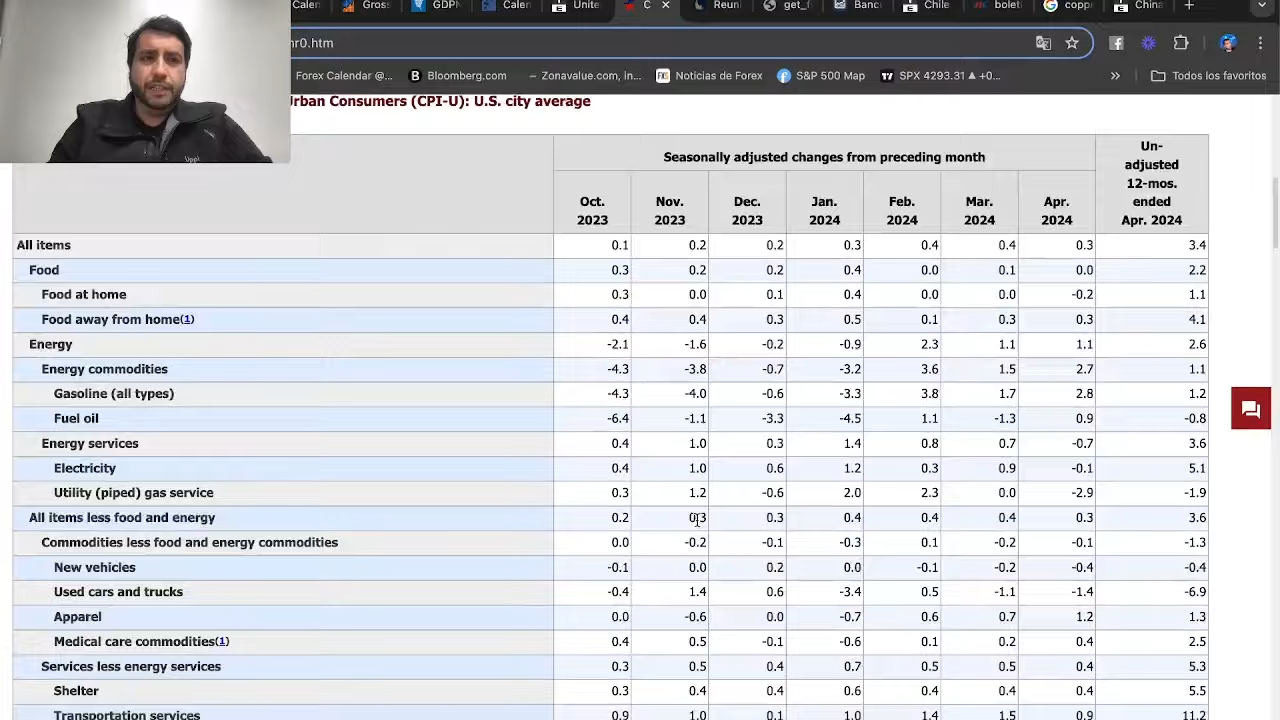 Calen Gros GDPN Calen Unite C Reun get_( Banc Chile bolet copp China
nr0.htm
Forex Calendar @... Bloomberg.com Zonavalue.com, in... Noticias de Forex S&P 500 Map SPX 4293.31 ▲ +0... » Todos los favoritos
Urban Consumers (CPI-U): U.S. city average
Seasonally adjusted changes from preceding month Un-adjusted 12-mos. ended Apr. 2024
Oct. 2023 Nov. 2023 Dec. 2023 Jan. 2024 Feb. 2024 Mar. 2024 Apr. 2024
All items 0.1 0.2 0.2 0.3 0.4 0.4 0.3 3.4
Food 0.3 0.2 0.2 0.4 0.0 0.1 0.0 2.2
Food at home 0.3 0.0 0.1 0.4 0.0 0.0 -0.2 1.1
Food away from home(1) 0.4 0.4 0.3 0.5 0.1 0.3 0.3 4.1
Energy -2.1 -1.6 -0.2 -0.9 2.3 1.1 1.1 2.6
Energy commodities -4.3 -3.8 -0.7 -3.2 3.6 1.5 2.7 1.1
Gasoline (all types) -4.3 -4.0 -0.6 -3.3 3.8 1.7 2.8 1.2
Fuel oil -6.4 -1.1 -3.3 -4.5 1.1 -1.3 0.9 -0.8
Energy services 0.4 1.0 0.3 1.4 0.8 0.7 -0.7 3.6
Electricity 0.4 1.0 0.6 1.2 0.3 0.9 -0.1 5.1
Utility (piped) gas service 0.3 1.2 -0.6 2.0 2.3 0.0 -2.9 -1.9
All items less food and energy 0.2 0.3 0.3 0.4 0.4 0.4 0.3 3.6
Commodities less food and energy commodities 0.0 -0.2 -0.1 -0.3 0.1 -0.2 -0.1 -1.3
New vehicles -0.1 0.0 0.2 0.0 -0.1 -0.2 -0.4 -0.4
Used cars and trucks -0.4 1.4 0.6 -3.4 0.5 -1.1 -1.4 -6.9
Apparel 0.0 -0.6 0.0 -0.7 0.6 0.7 1.2 1.3
Medical care commodities(1) 0.4 0.5 -0.1 -0.6 0.1 0.2 0.4 2.5
Services less energy services 0.3 0.5 0.4 0.7 0.5 0.5 0.4 5.3
Shelter 0.3 0.4 0.4 0.6 0.4 0.4 0.4 5.5
Transportation services 0.9 1.0 0.1 1.0 1.4 1.5 0.9 11.2